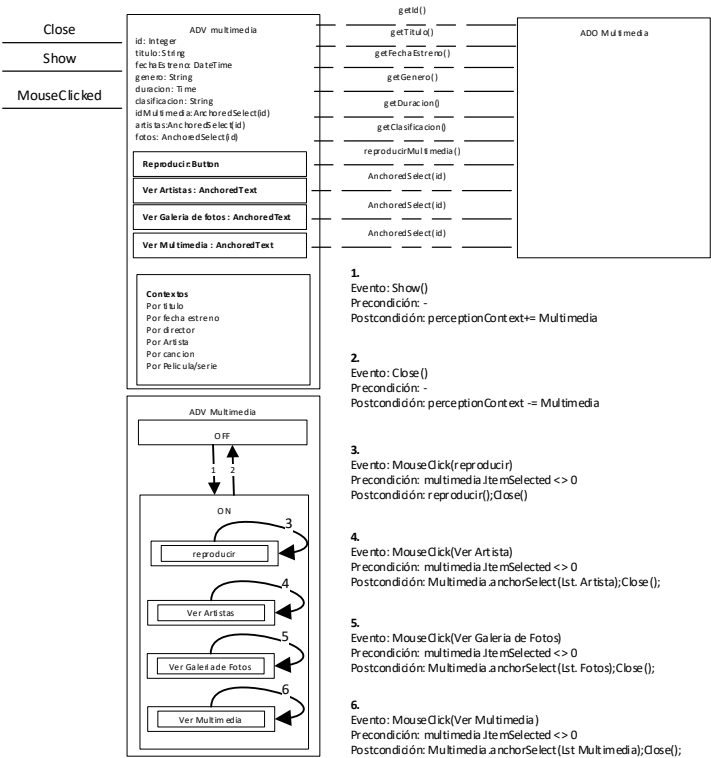 Close
Show
MouseClicked
ADV multimedia
id: Integer
titulo:String
fechaEstreno: DateTime
genero: String
duracion: Time
clasificacion: String
idMultimedia:AnchoredSelect(id)
artistas:AnchoredSelect(id)
fotos: AnchoredSelect(id)
Reproducir:Button
Ver Artistas : AnchoredText
Ver Galeria de fotos : AnchoredText
Ver Multimedia : AnchoredText
Contextos
Por titulo
Por fecha estreno
Por director
Por Artista
Por cancion
Por Pelicula/serie
getId()
getTitulo()
getFechaEstreno()
getGenero()
getDuracion()
getClasificacion()
reproducirMultimedia()
AnchoredSelect(id)
AnchoredSelect(id)
AnchoredSelect(id)
ADO Multimedia
ADV Multimedia
OFF
1
2
ON
3
reproducir
4
Ver Artistas
5
Ver Galeria de Fotos
6
Ver Multimedia
1.
Evento: Show()
Precondición: -
Postcondición: perceptionContext+= Multimedia
2.
Evento: Close()
Precondición: -
Postcondición: perceptionContext -= Multimedia
3.
Evento: MouseClick(reproducir)
Precondición: multimedia.ItemSelected <> 0
Postcondición: reproducir();Close()
4.
Evento: MouseClick(Ver Artista)
Precondición: multimedia.ItemSelected <> 0
Postcondición: Multimedia.anchorSelect(Lst. Artista);Close();
5.
Evento: MouseClick(Ver Galeria de Fotos)
Precondición: multimedia.ItemSelected <> 0
Postcondición: Multimedia.anchorSelect(Lst. Fotos);Close();
6.
Evento: MouseClick(Ver Multimedia)
Precondición: multimedia.ItemSelected <> 0
Postcondición: Multimedia.anchorSelect(Lst Multimedia);Close();